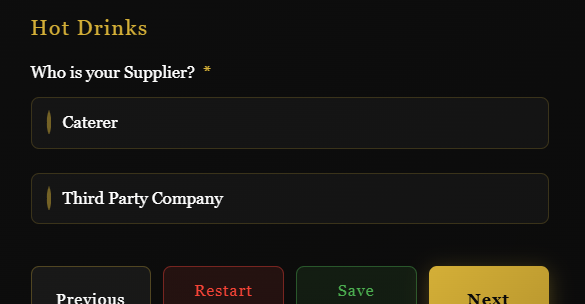 Hot Drinks
Who is your Supplier? *
Caterer
Third Party Company
Previous Restart Save Next